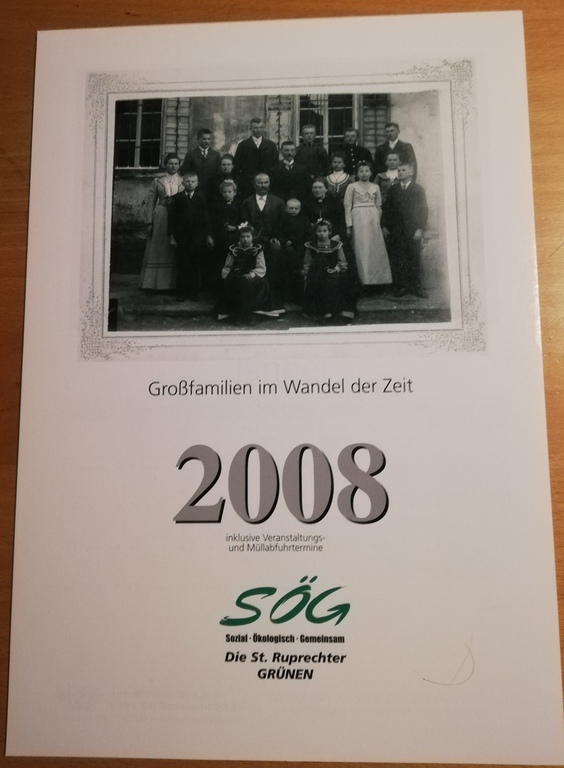 Großfamilien im Wandel der Zeit
2008
inklusive Veranstaltungs-
und Müllabfuhrtermine
SÖG
Sozial · Ökologisch · Gemeinsam
Die St. Ruprechter
GRÜNEN